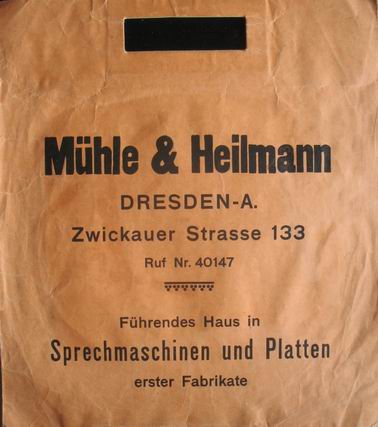 Mühle & Heilmann
DRESDEN-A.
Zwickauer Strasse 133
Ruf Nr. 40147
Führendes Haus in
Sprechmaschinen und Platten
erster Fabrikate